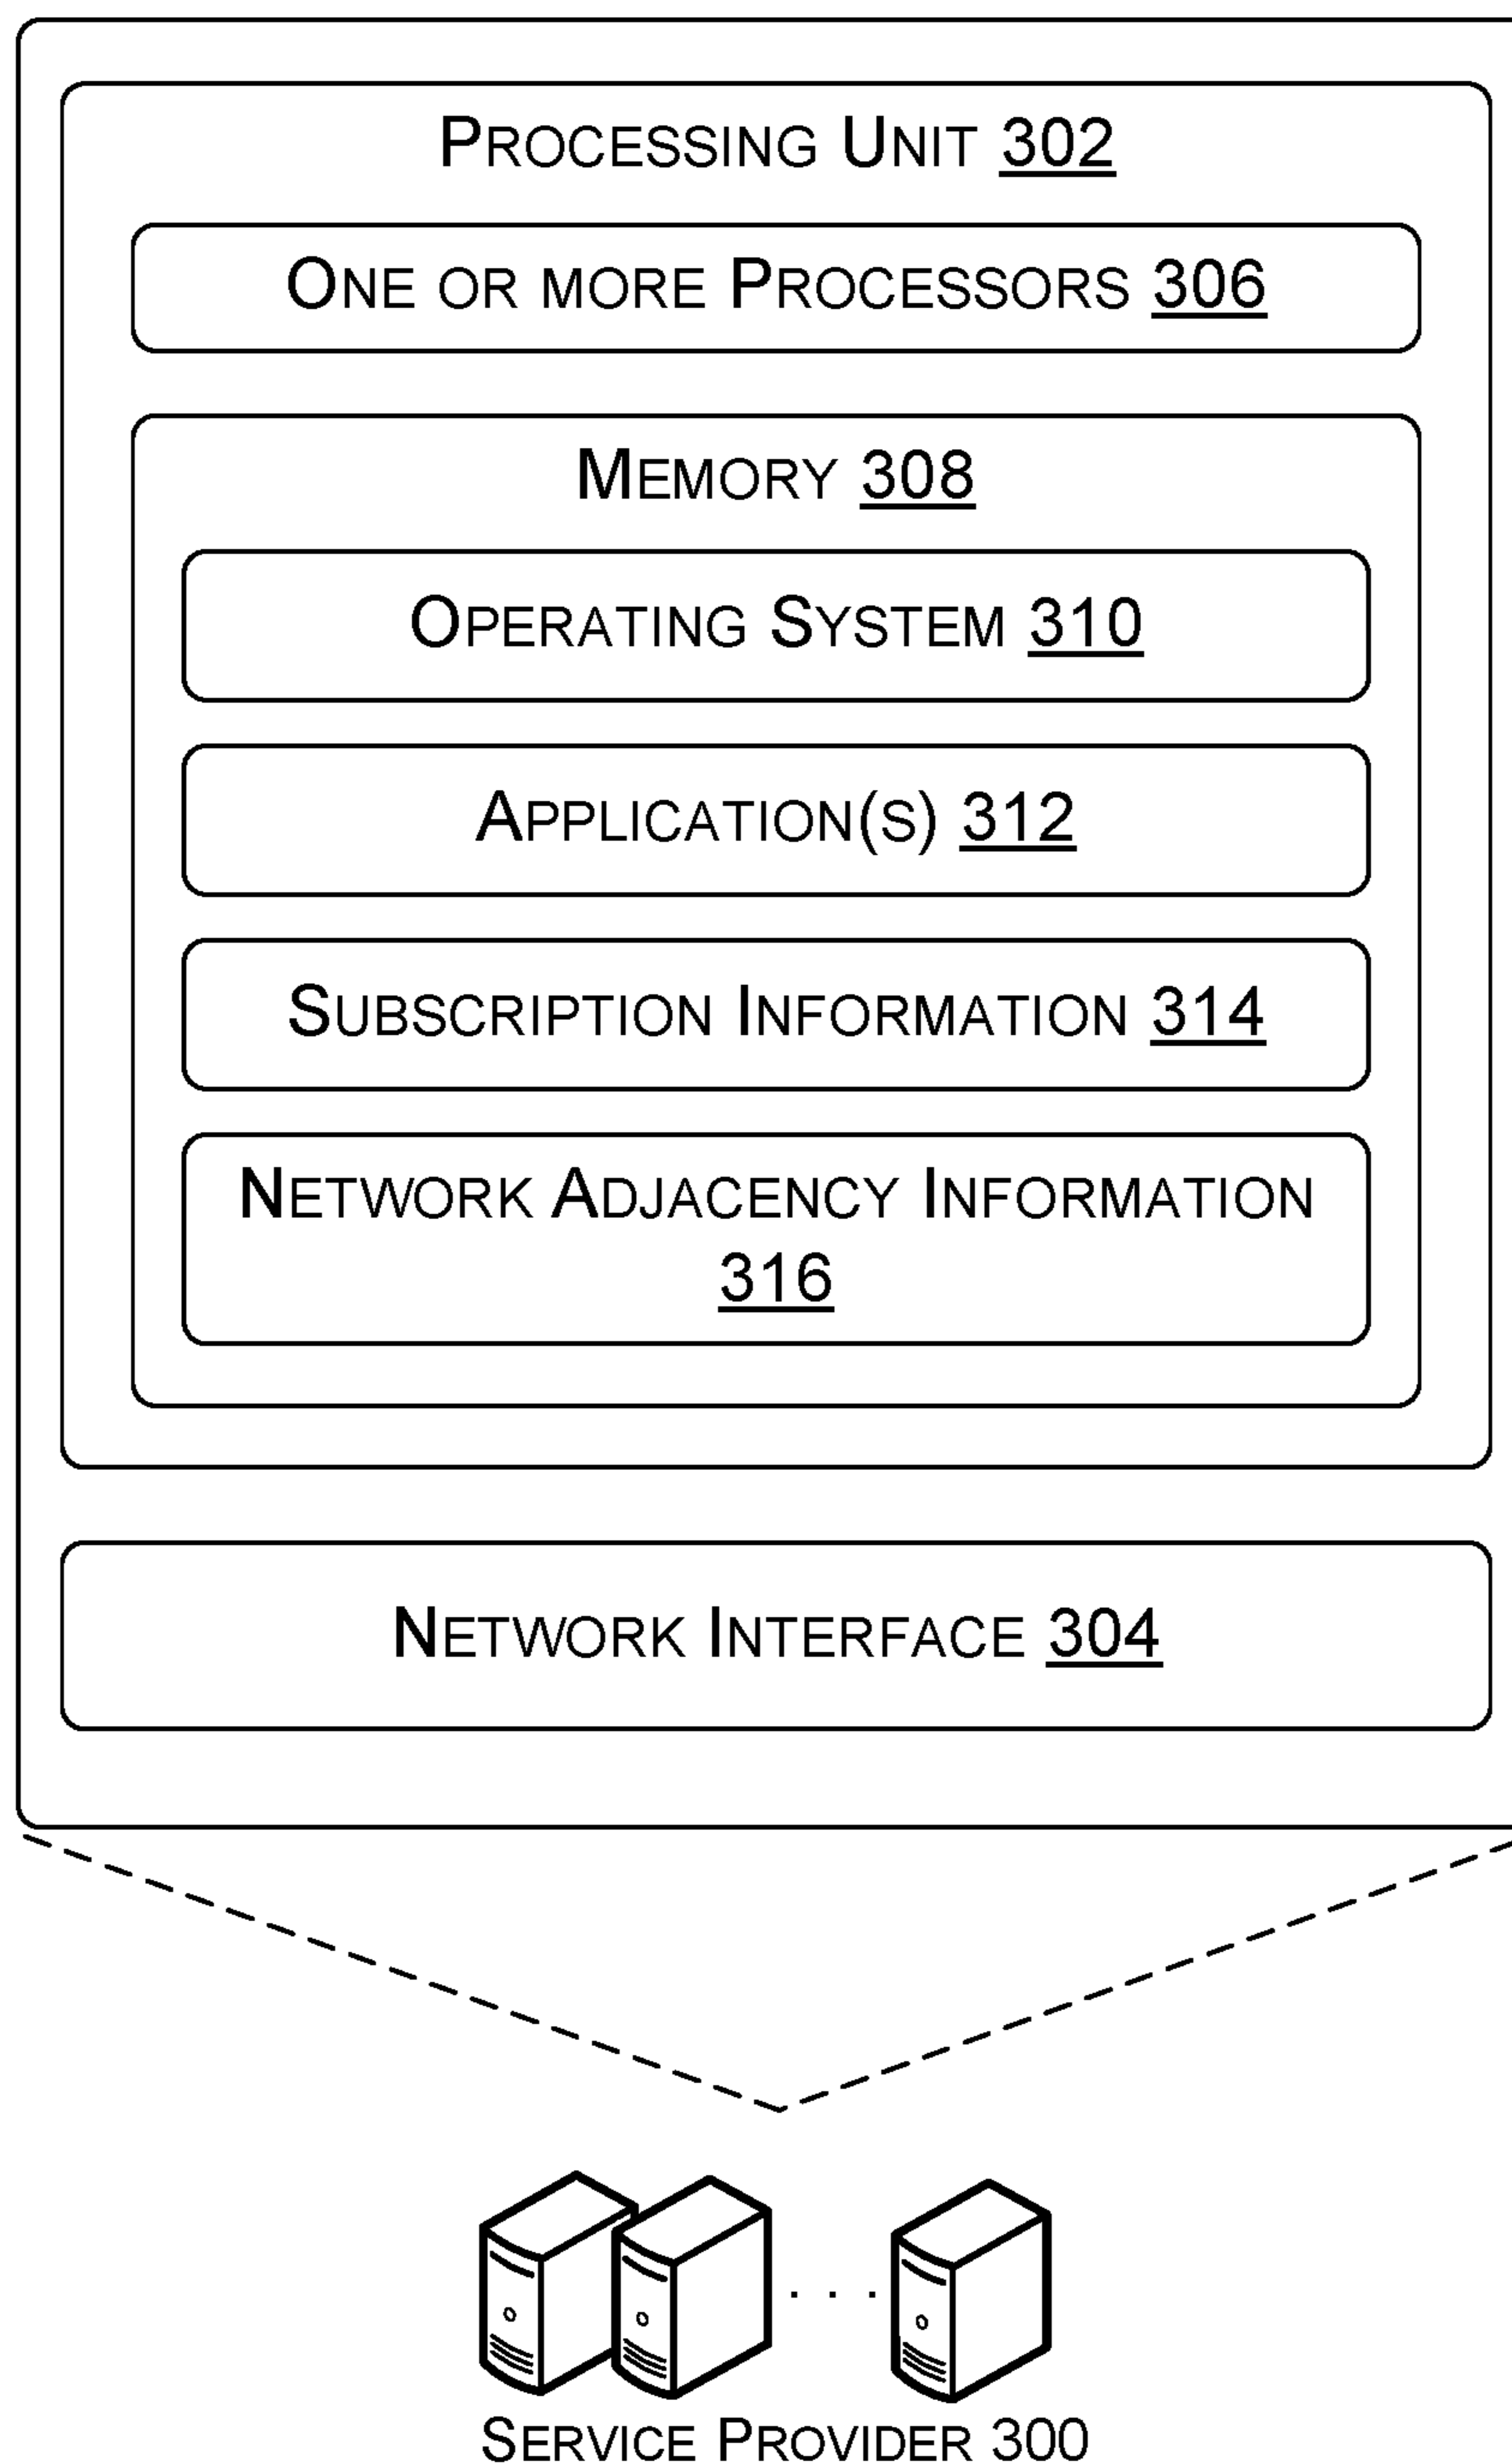 PROCESSING UNIT 302
ONE OR MORE PROCESSORS 306
MEMORY 308
OPERATING SYSTEM 310
APPLICATION(S) 312
SUBSCRIPTION INFORMATION 314
NETWORK ADJACENCY INFORMATION
316
NETWORK INTERFACE 304
SERVICE PROVIDER 300